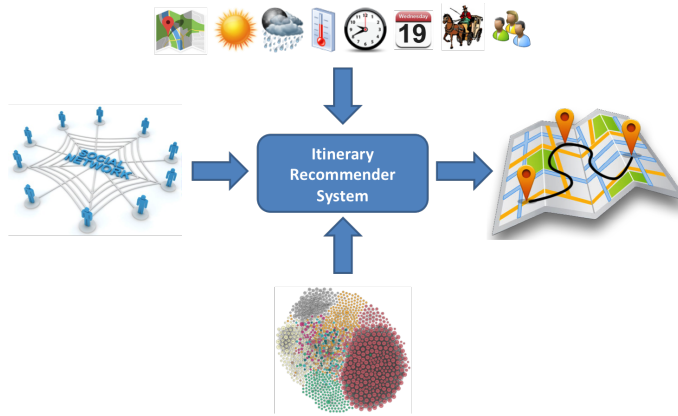 Wednesday
19
SOCIAL
NETWORK
Itinerary
Recommender
System